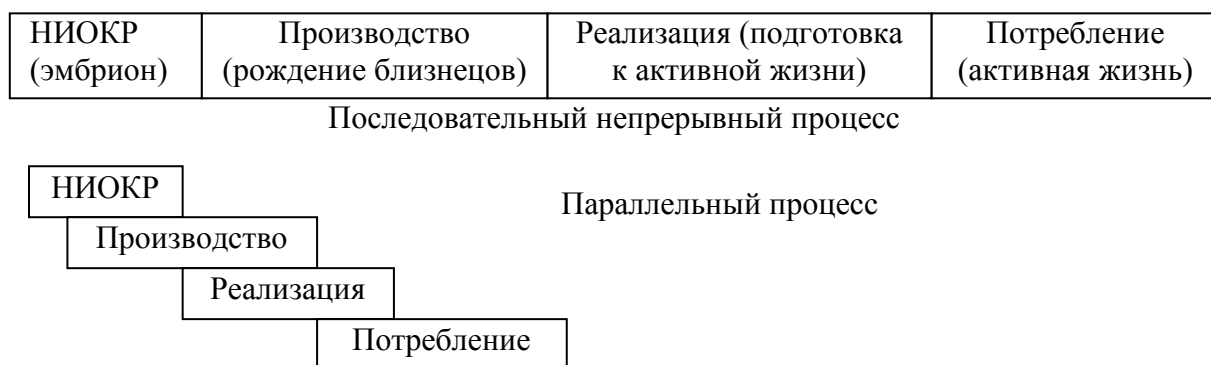 НИОКР
(эмбрион)
Производство
(рождение близнецов)
Реализация (подготовка
к активной жизни)
Потребление
(активная жизнь)
Последовательный непрерывный процесс
НИОКР
Параллельный процесс
Производство
Реализация
Потребление